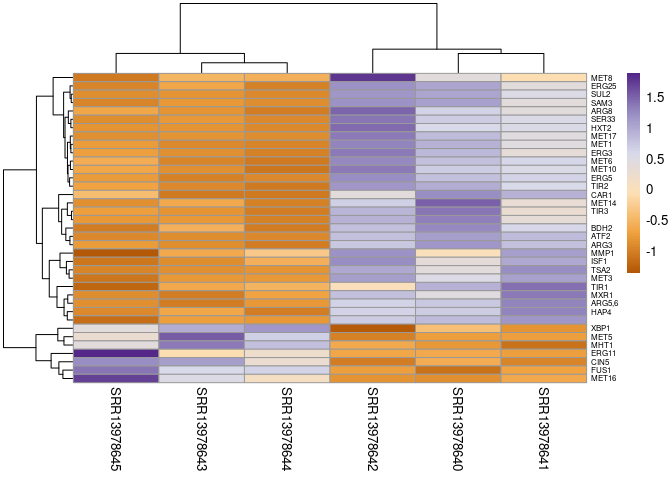 MET8
ERG25
SUL2
SAM3
ARG8
SER33
HXT2
MET17
MET1
ERG3
MET6
MET10
ERG5
TIR2
CAR1
MET14
TIR3
BDH2
ATF2
ARG3
MMP1
ISF1
TSA2
MET3
TIR1
MXR1
ARG5,6
HAP4
XBP1
MET5
MHT1
ERG11
CIN5
FUS1
MET16
1.5
1
0.5
0
-0.5
-1
SRR13978645
SRR13978643
SRR13978644
SRR13978642
SRR13978640
SRR13978641